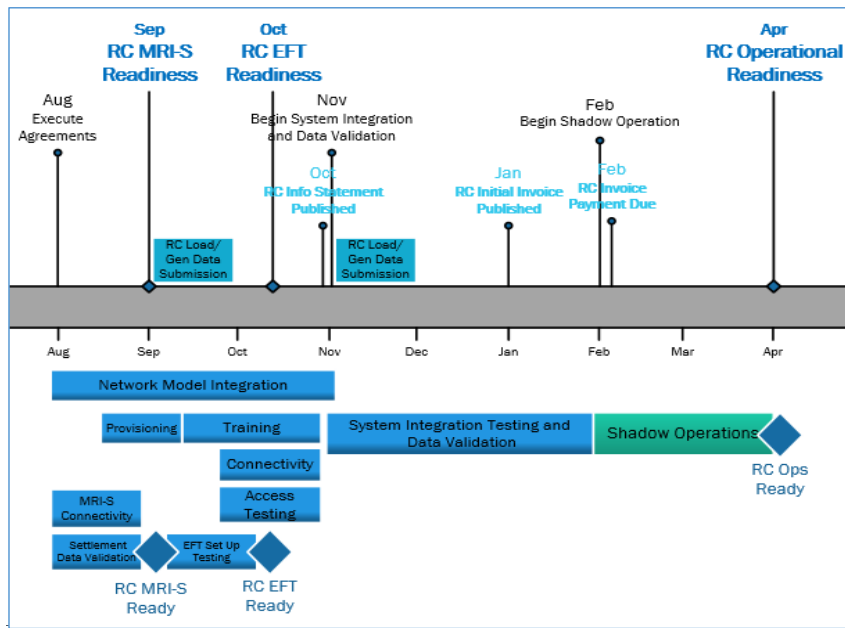 Sep
RC MRI-S
Readiness
Oct
RC EFT
Readiness
Apr
RC Operational
Readiness
Aug
Execute
Agreements
Nov
Begin System Integration
and Data Validation
Feb
Begin Shadow Operation
Oct
RC Info Statement
Published
Jan
RC Initial Invoice
Published
Feb
RC Invoice
Payment Due
RC Load/
Gen Data
Submission
RC Load/
Gen Data
Submission
Aug
Sep
Oct
Nov
Dec
Jan
Feb
Mar
Apr
Network Model Integration
Provisioning
Training
System Integration Testing and
Data Validation
Shadow Operations
RC Ops
Ready
Connectivity
MRI-S
Connectivity
Access
Testing
Settlement
Data Validation
EFT Set Up
Testing
RC MRI-S
Ready
RC EFT
Ready